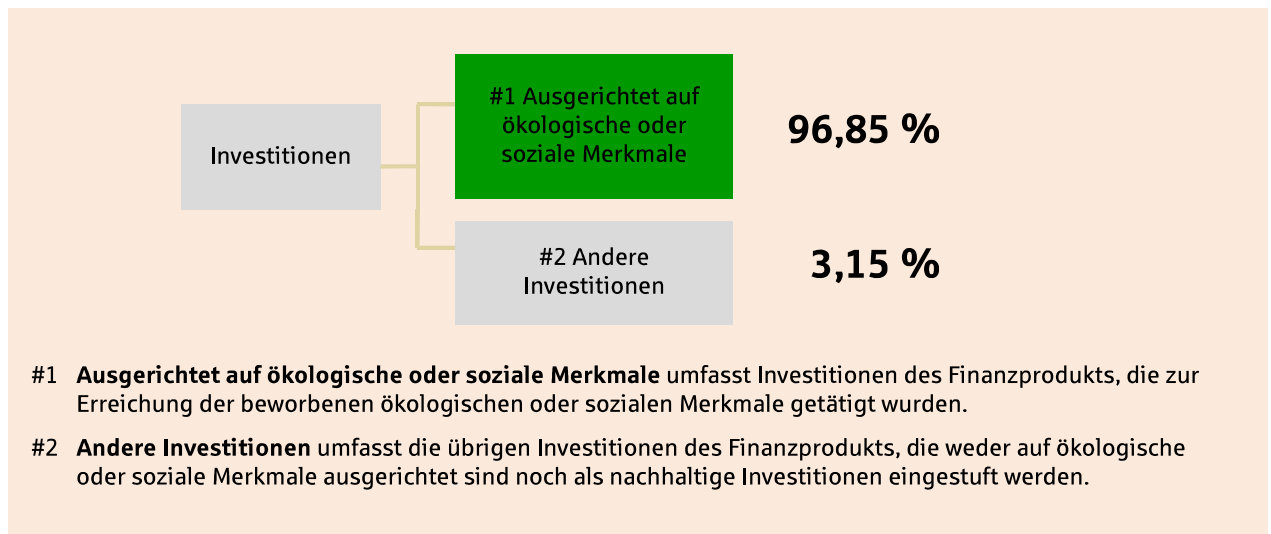 Investitionen
#1 Ausgerichtet auf
ökologische oder
soziale Merkmale
96,85 %
#2 Andere
Investitionen
3,15 %
#1 Ausgerichtet auf ökologische oder soziale Merkmale umfasst Investitionen des Finanzprodukts, die zur
Erreichung der beworbenen ökologischen oder sozialen Merkmale getätigt wurden.
#2 Andere Investitionen umfasst die übrigen Investitionen des Finanzprodukts, die weder auf ökologische
oder soziale Merkmale ausgerichtet sind noch als nachhaltige Investitionen eingestuft werden.